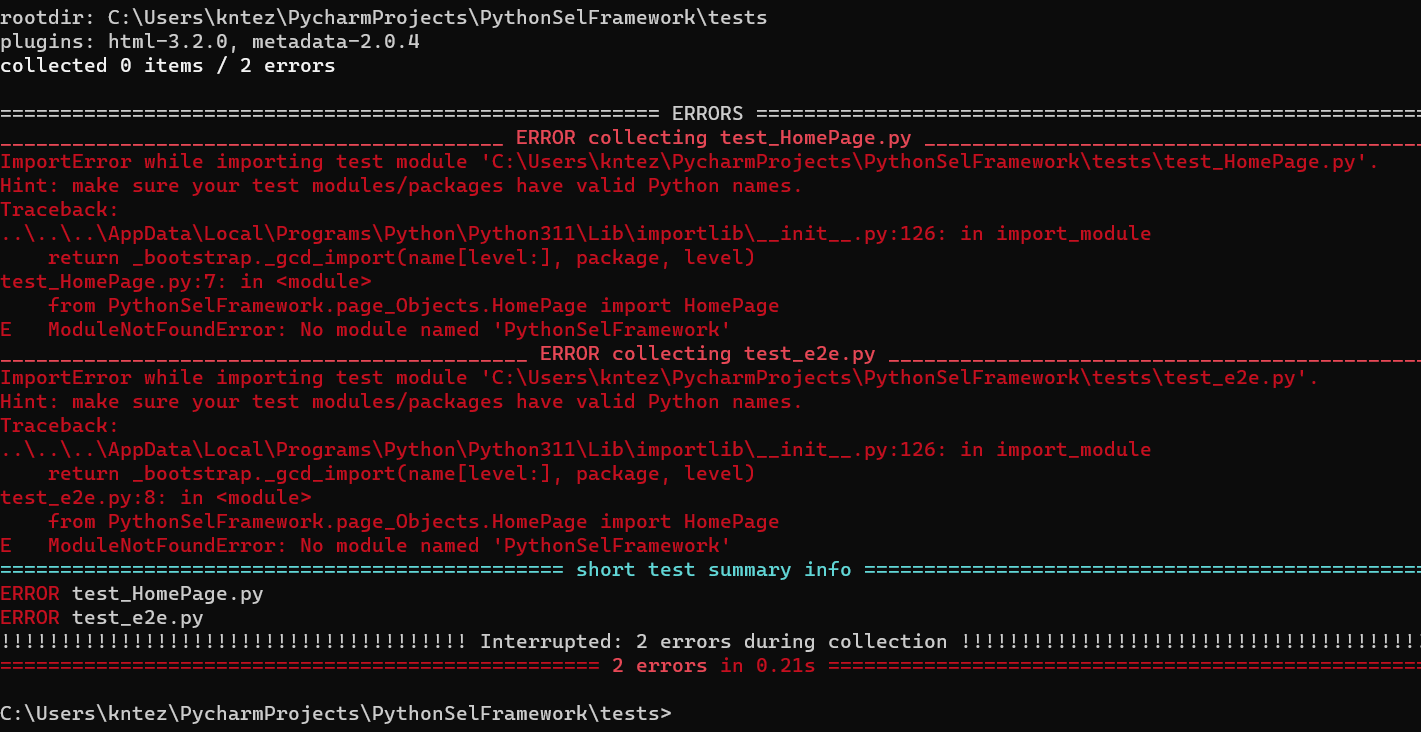 rootdir: C:\Users\kntez\PycharmProjects\PythonSelFramework\tests
plugins: html-3.2.0, metadata-2.0.4
collected 0 items / 2 errors
======================================================= ERRORS ========================================================
__________________________________________ ERROR collecting test_HomePage.py __________________________________________
ImportError while importing test module 'C:\Users\kntez\PycharmProjects\PythonSelFramework\tests\test_HomePage.py'.
Hint: make sure your test modules/packages have valid Python names.
Traceback:
..\..\..\AppData\Local\Programs\Python\Python311\Lib\importlib\__init__.py:126: in import_module
    return _bootstrap._gcd_import(name[level:], package, level)
test_HomePage.py:7: in <module>
    from PythonSelFramework.page_Objects.HomePage import HomePage
E   ModuleNotFoundError: No module named 'PythonSelFramework'
____________________________________________ ERROR collecting test_e2e.py _____________________________________________
ImportError while importing test module 'C:\Users\kntez\PycharmProjects\PythonSelFramework\tests\test_e2e.py'.
Hint: make sure your test modules/packages have valid Python names.
Traceback:
..\..\..\AppData\Local\Programs\Python\Python311\Lib\importlib\__init__.py:126: in import_module
    return _bootstrap._gcd_import(name[level:], package, level)
test_e2e.py:8: in <module>
    from PythonSelFramework.page_Objects.HomePage import HomePage
E   ModuleNotFoundError: No module named 'PythonSelFramework'
=============================================== short test summary info ===============================================
ERROR test_HomePage.py
ERROR test_e2e.py
!!!!!!!!!!!!!!!!!!!!!!!!!!!!!!!!!!!!!!! Interrupted: 2 errors during collection !!!!!!!!!!!!!!!!!!!!!!!!!!!!!!!!!!!!!!!
================================================== 2 errors in 0.21s ==================================================
C:\Users\kntez\PycharmProjects\PythonSelFramework\tests>